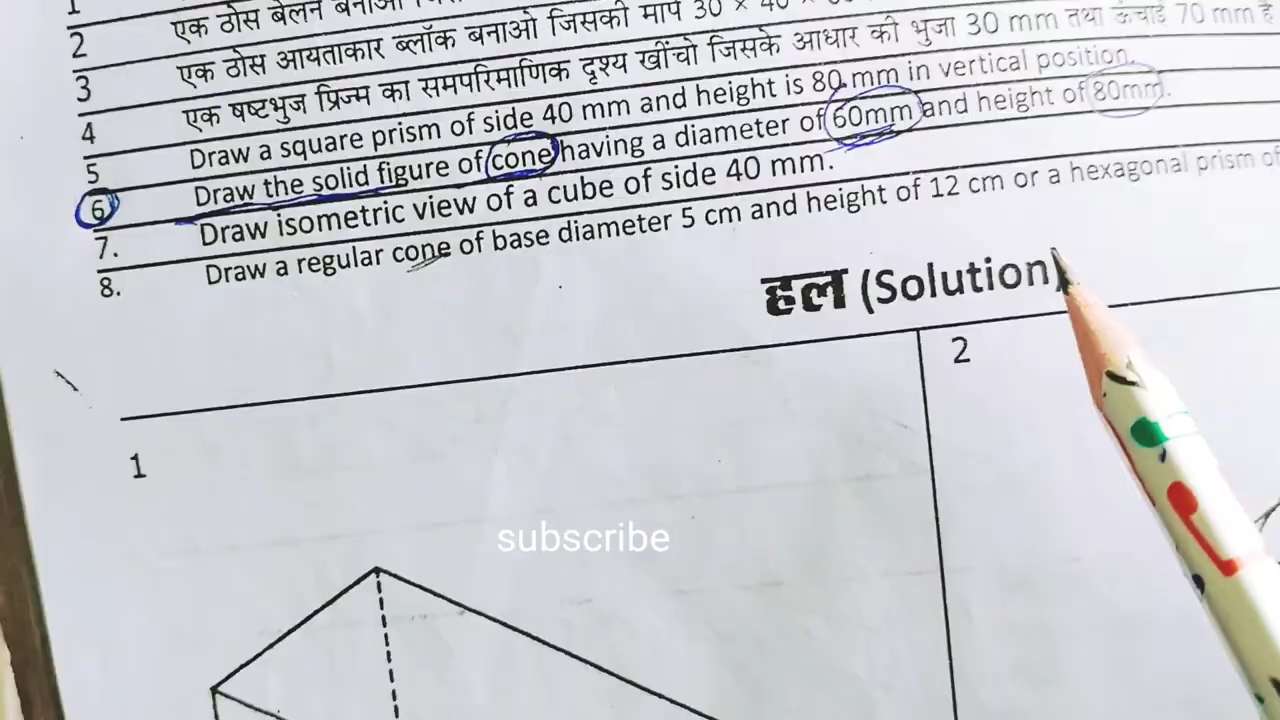 1
2 एक ठोस बेलन बनाओ
3 एक ठोस आयताकार ब्लॉक बनाओ जिसकी माप 30 × 40 ×
4 एक षष्टभुज प्रिज्म का समपरिमाणिक दृश्य खींचो जिसके आधार की भुजा 30 mm तथा ऊंचाई 70 mm है
5 Draw a square prism of side 40 mm and height is 80 mm in vertical position.
6 Draw the solid figure of cone having a diameter of 60mm and height of 80mm.
7. Draw isometric view of a cube of side 40 mm.
8. Draw a regular cone of base diameter 5 cm and height of 12 cm or a hexagonal prism of
हल (Solution)
1
2
subscribe